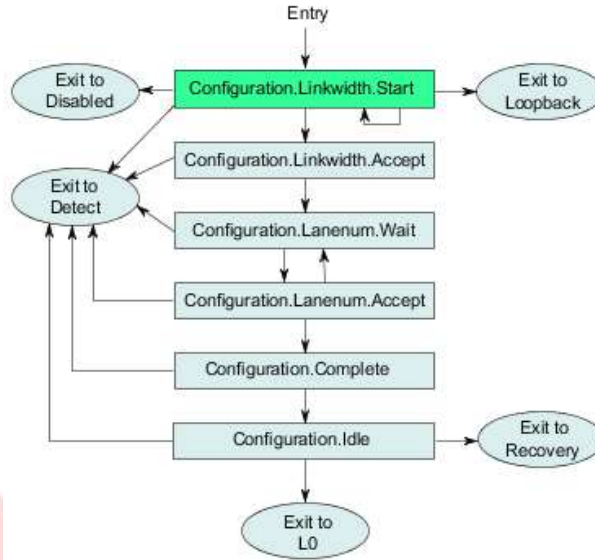 Entry
Exit to
Disabled
Configuration.Linkwidth.Start
Exit to
Loopback
Configuration.Linkwidth.Accept
Exit to
Detect
Configuration.Lanenum.Wait
Configuration.Lanenum.Accept
Configuration.Complete
Configuration.Idle
Exit to
Recovery
Exit to
L0